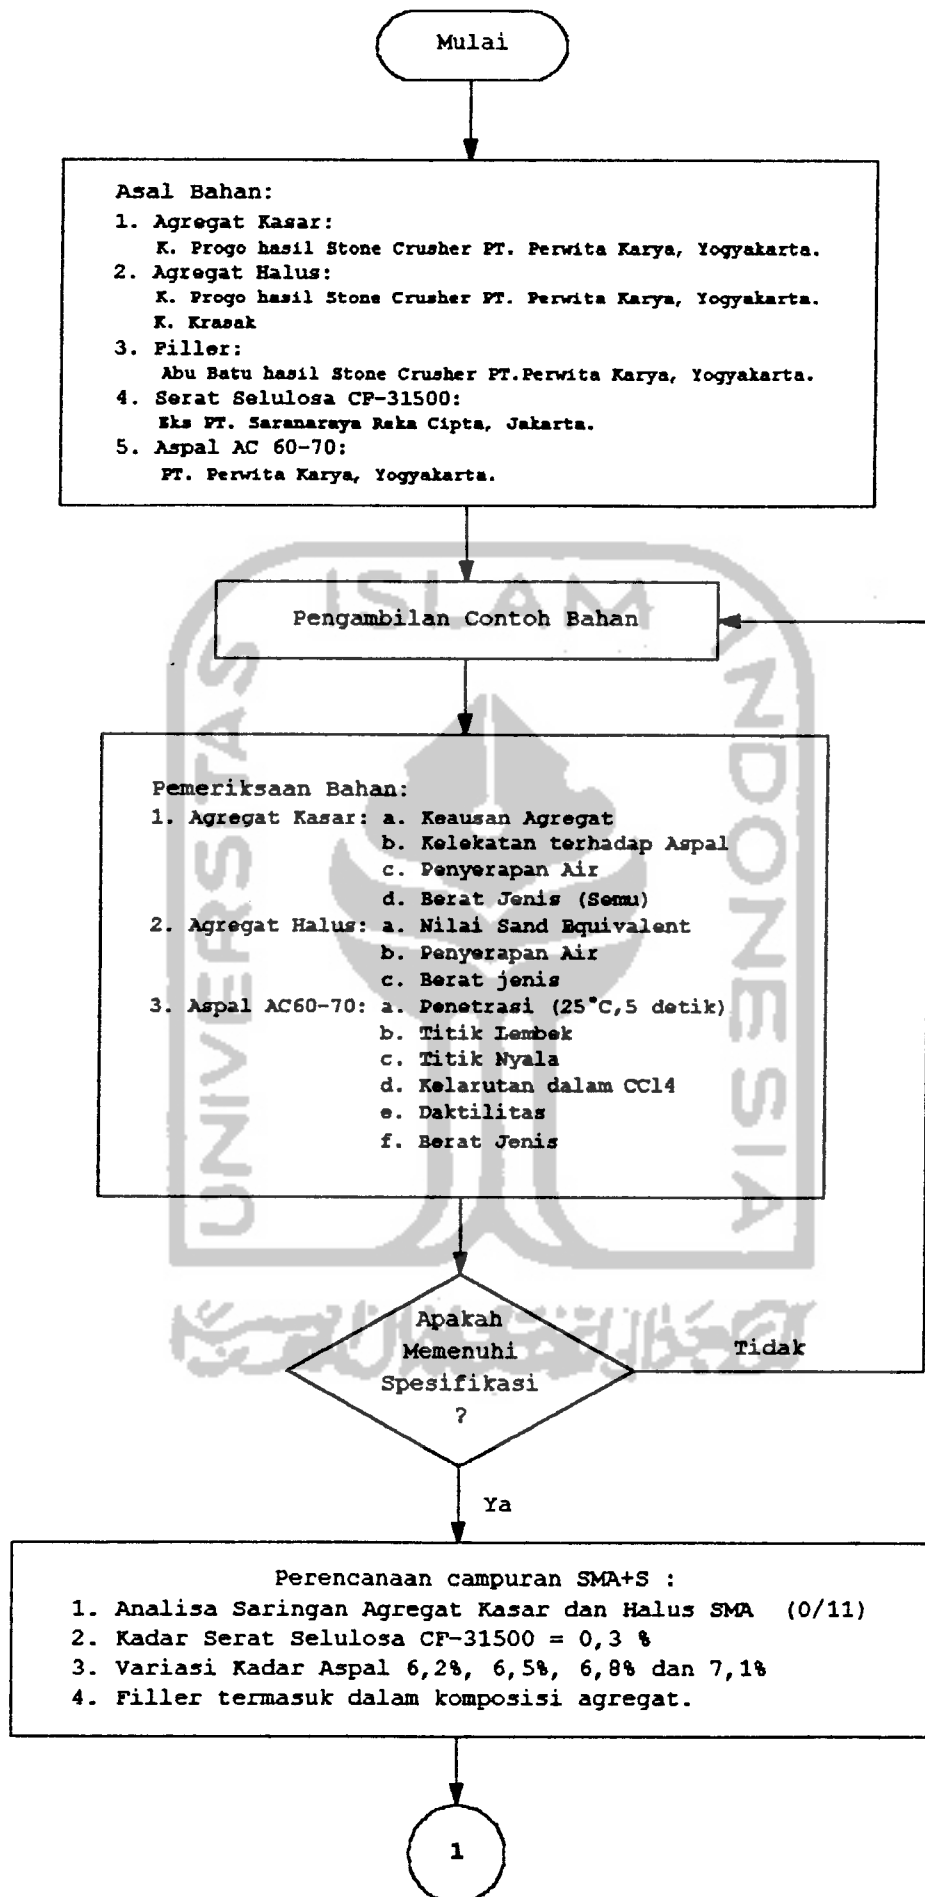 Mulai
Asal Bahan:
1. Agregat Kasar:
K. Progo hasil Stone Crusher PT. Perwita Karya, Yogyakarta.
2. Agregat Halus:
K. Progo hasil Stone Crusher PT. Perwita Karya, Yogyakarta.
K. Krasak
3. Filler:
Abu Batu hasil Stone Crusher PT.Perwita Karya, Yogyakarta.
4. Serat Selulosa CF-31500:
Eks PT. Saranaraya Reka Cipta, Jakarta.
5. Aspal AC 60-70:
PT. Perwita Karya, Yogyakarta.
Pengambilan Contoh Bahan
Pemeriksaan Bahan:
1. Agregat Kasar: a. Keausan Agregat
b. Kelekatan terhadap Aspal
c. Penyerapan Air
d. Berat Jenis (Semu)
2. Agregat Halus: a. Nilai Sand Equivalent
b. Penyerapan Air
c. Berat jenis
3. Aspal AC60-70: a. Penetrasi (25°C,5 detik)
b. Titik Lembek
c. Titik Nyala
d. Kelarutan dalam CCl4
e. Daktilitas
f. Berat Jenis
Apakah
Memenuhi
Spesifikasi
?
Tidak
Ya
Perencanaan campuran SMA+S :
1. Analisa Saringan Agregat Kasar dan Halus SMA (0/11)
2. Kadar Serat Selulosa CF-31500 = 0,3 %
3. Variasi Kadar Aspal 6,2%, 6,5%, 6,8% dan 7,1%
4. Filler termasuk dalam komposisi agregat.
1
UNIVERSITAS
ISLAM
INDONESIA